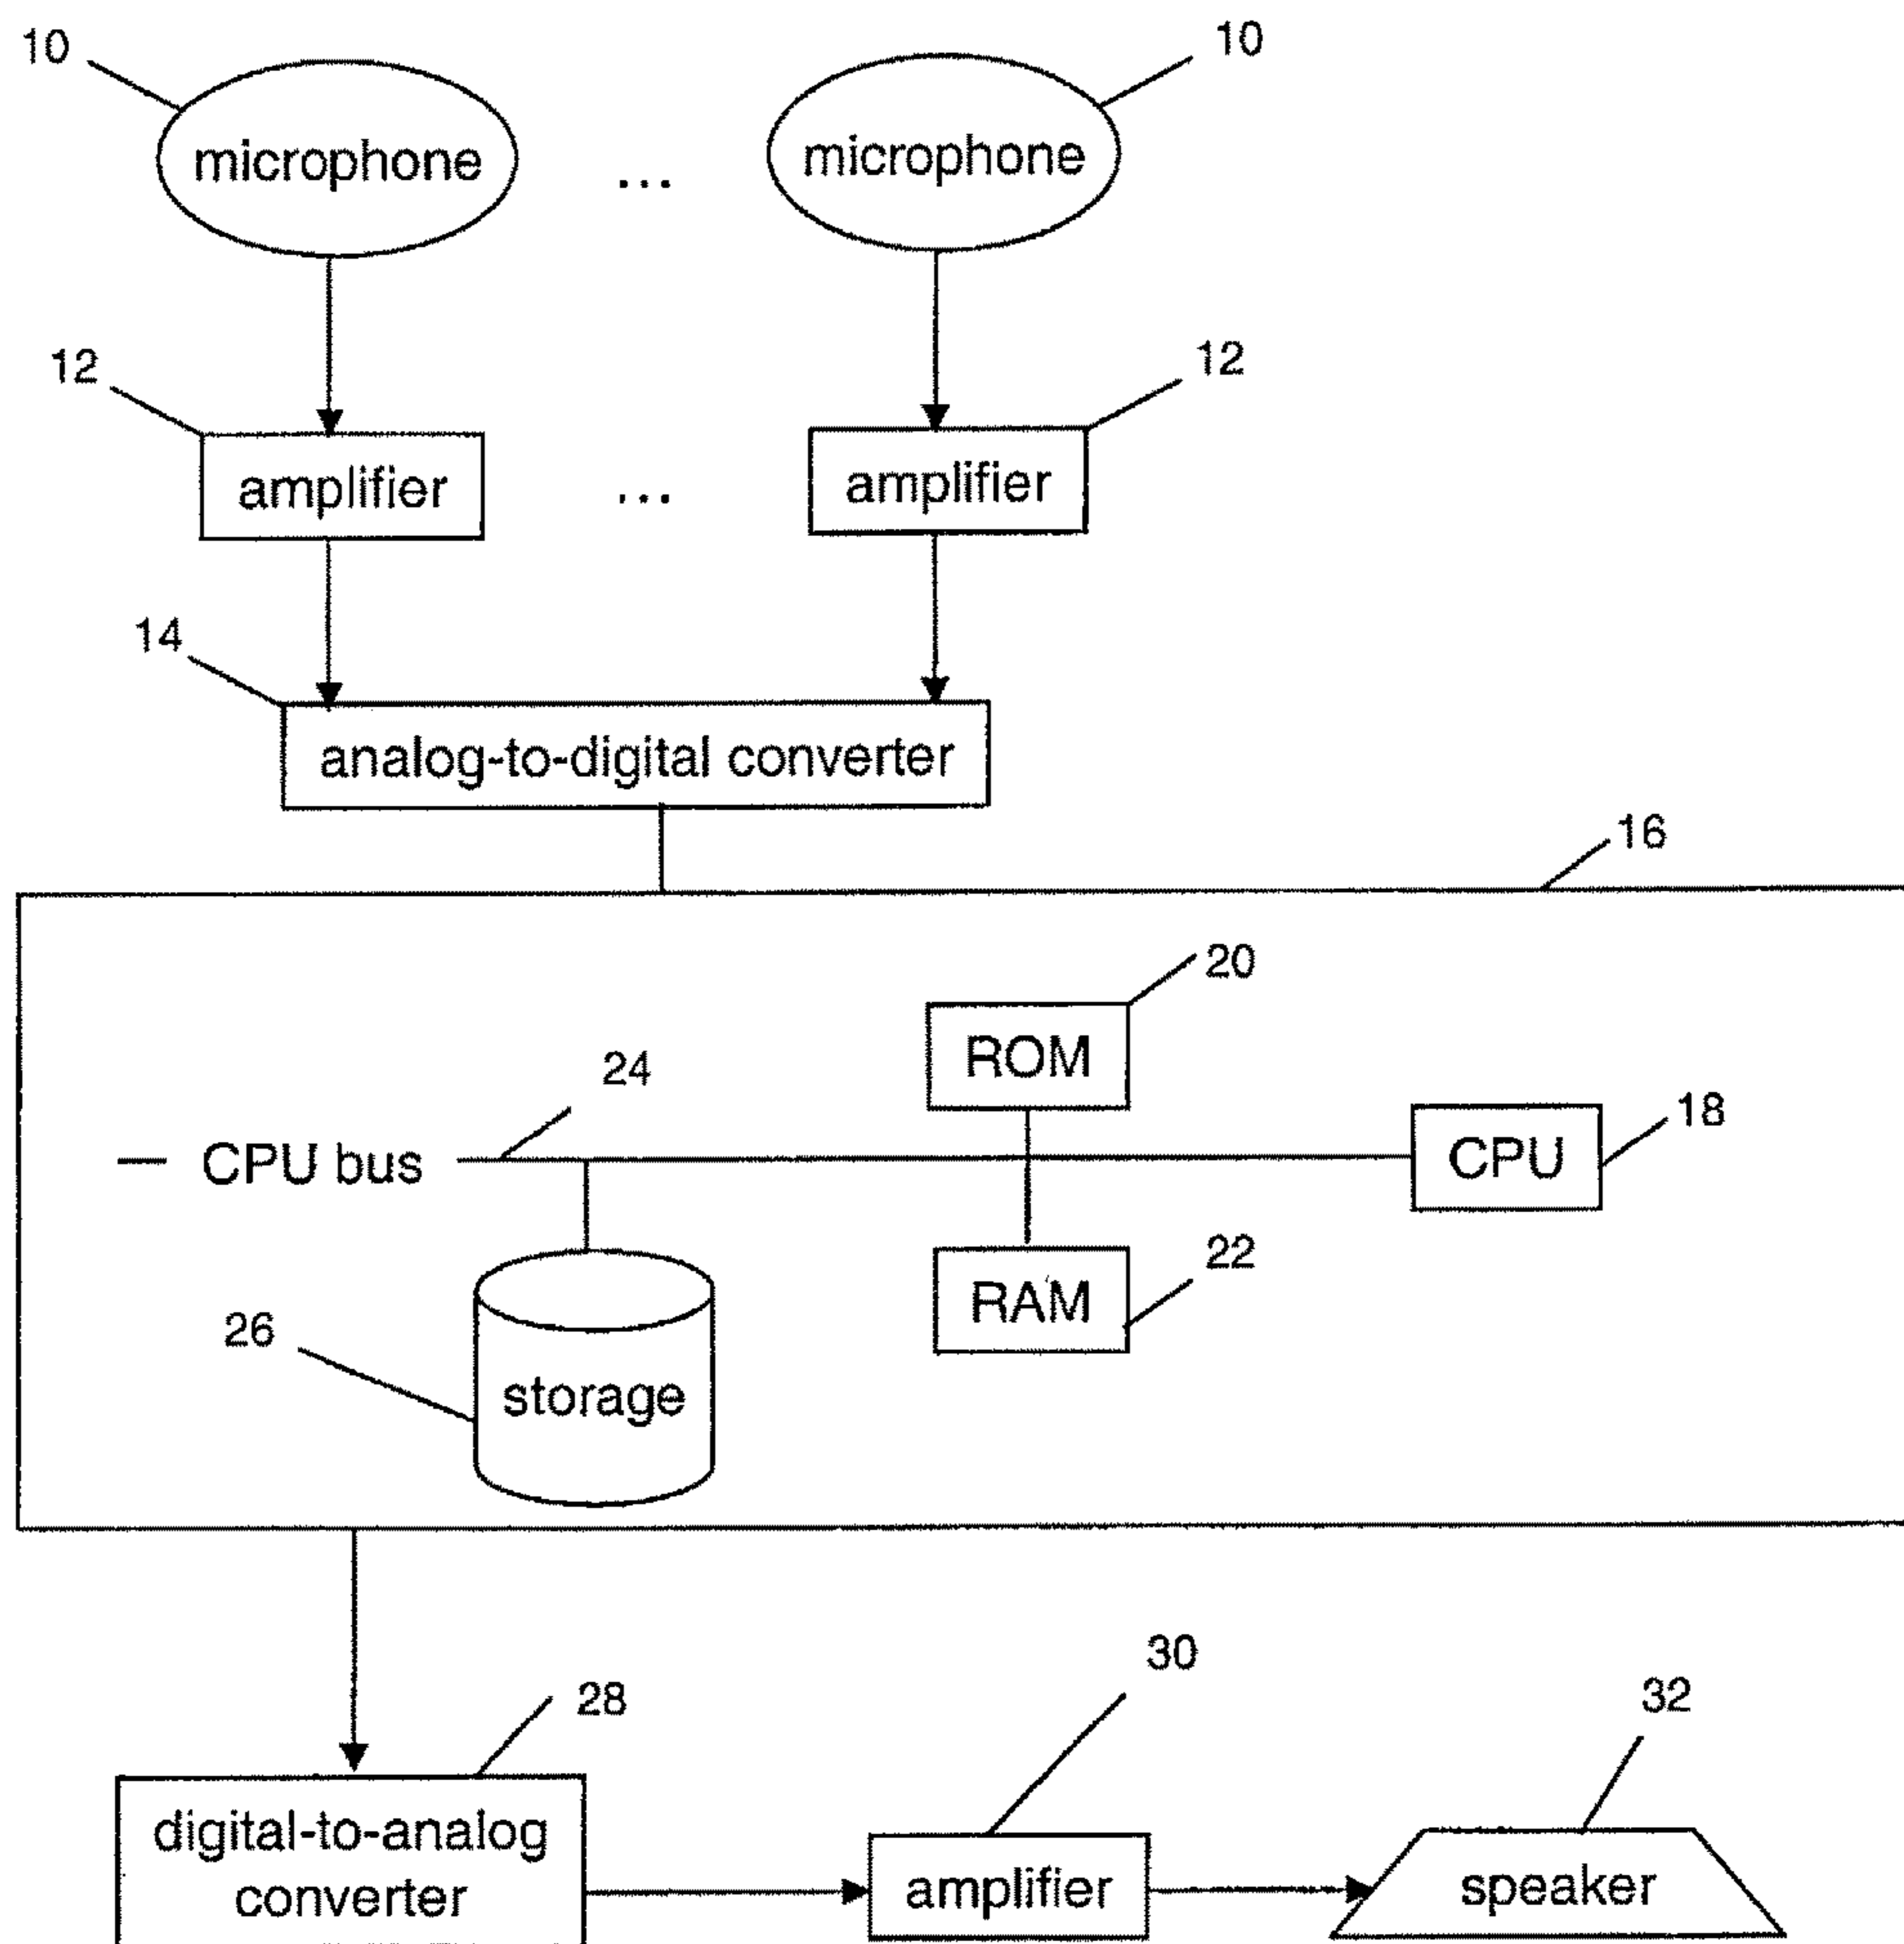 10
10
microphone
...
microphone
12
12
amplifier
...
amplifier
14
analog-to-digital converter
16
20
ROM
24
18
CPU bus
CPU
22
RAM
26
storage
28
30
32
digital-to-analog
converter
amplifier
speaker